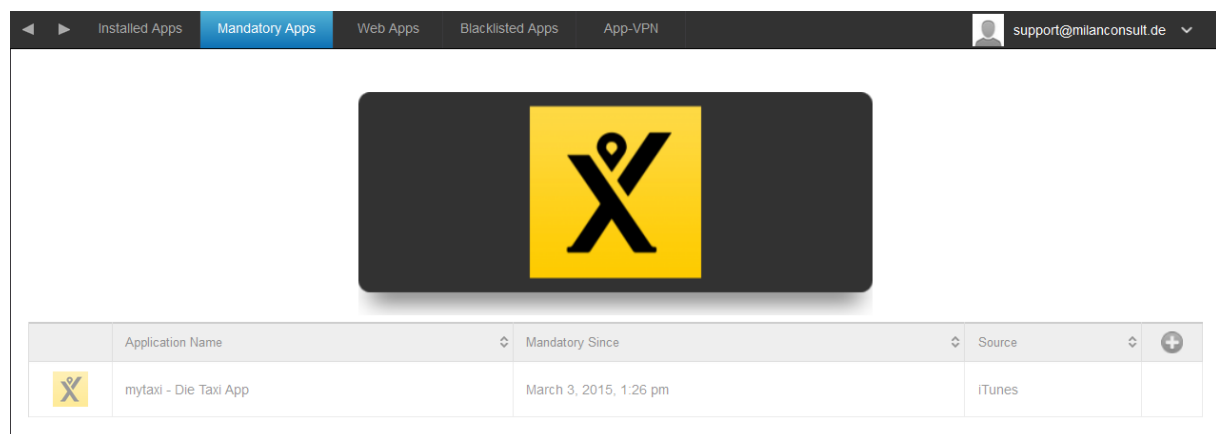 Installed Apps Mandatory Apps Web Apps Blacklisted Apps App-VPN support@milanconsult.de
Application Name Mandatory Since Source
mytaxi - Die Taxi App March 3, 2015, 1:26 pm iTunes